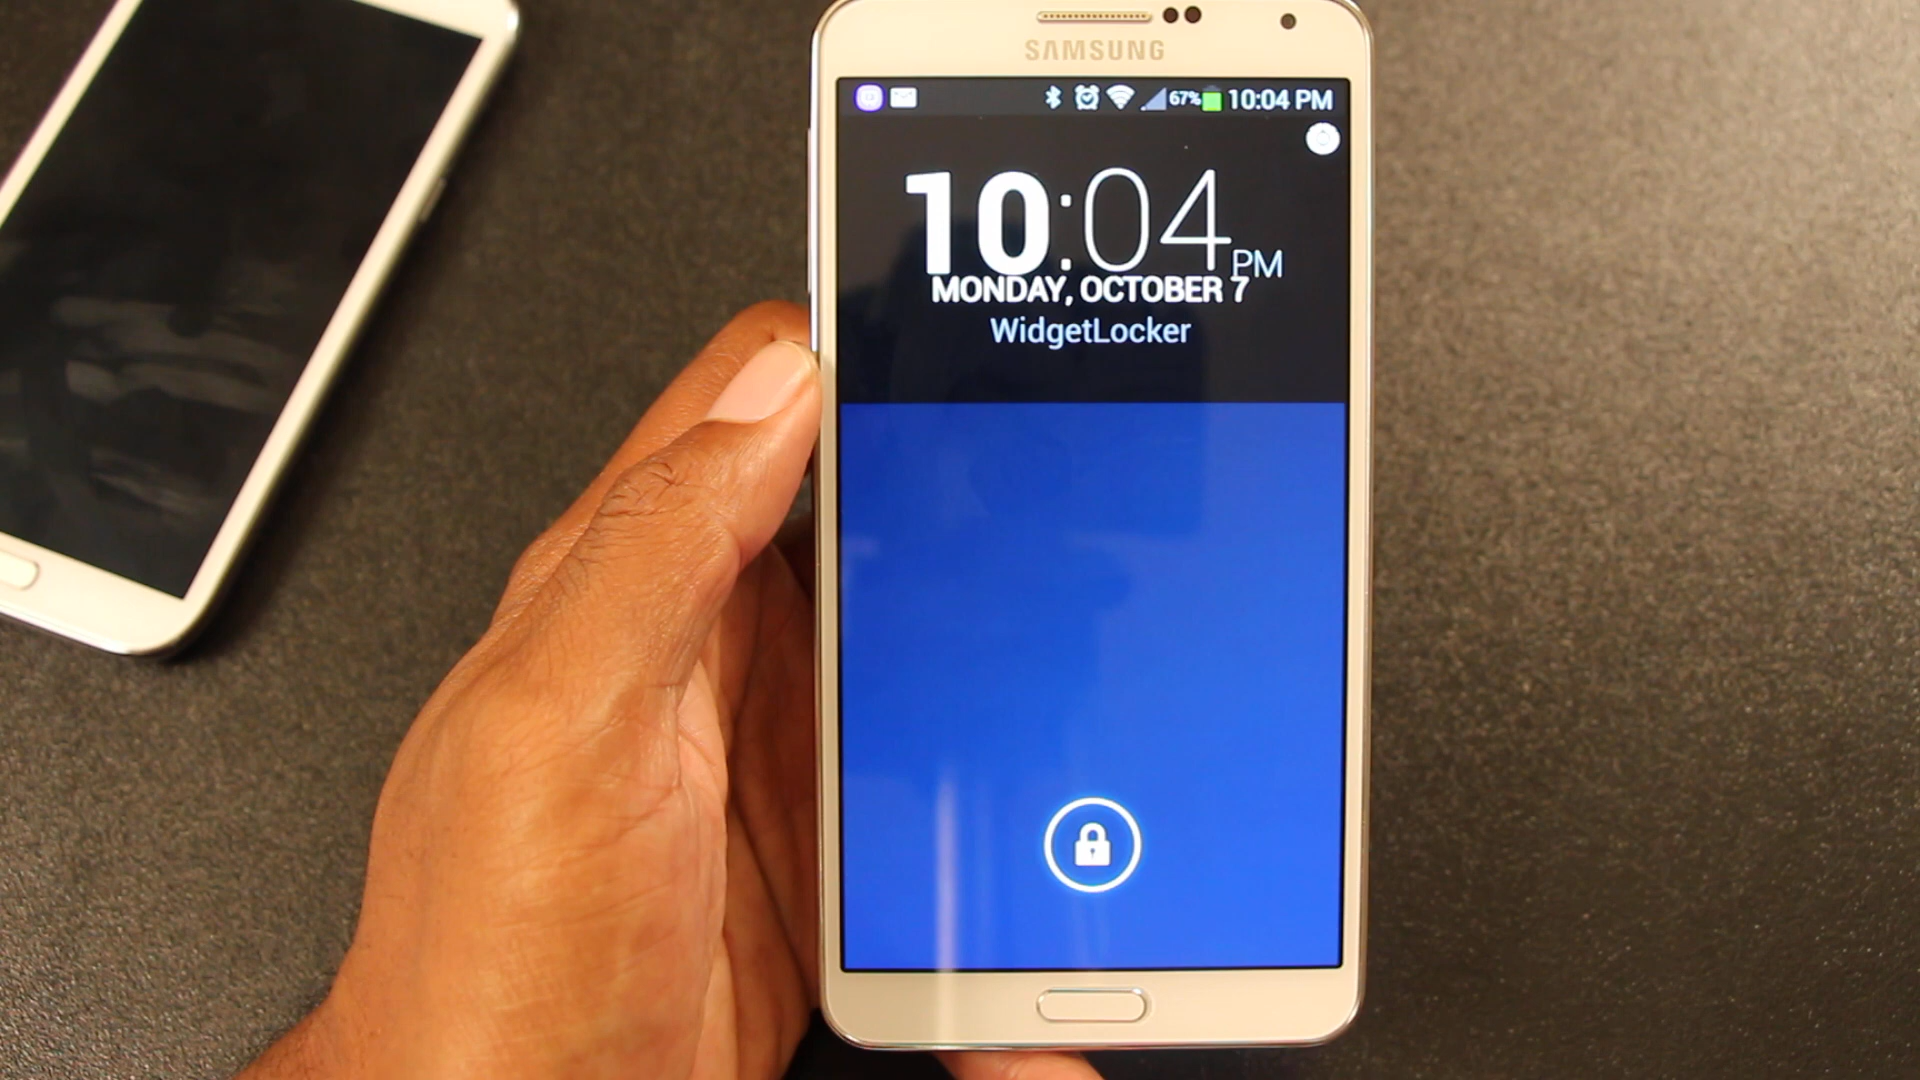 SAMSUNG
67% 10:04 PM
10:04 PM
MONDAY, OCTOBER 7
WidgetLocker